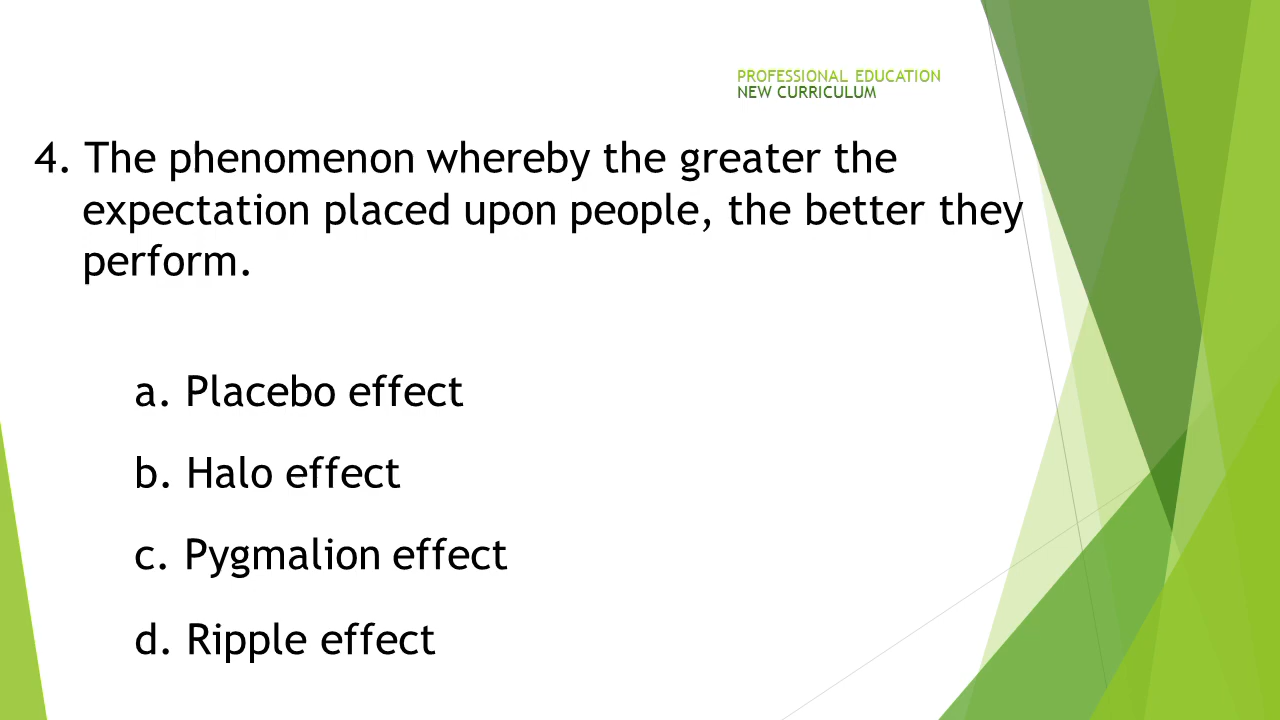 PROFESSIONAL EDUCATION
NEW CURRICULUM
4. The phenomenon whereby the greater the
expectation placed upon people, the better they
perform.
a. Placebo effect
b. Halo effect
c. Pygmalion effect
d. Ripple effect